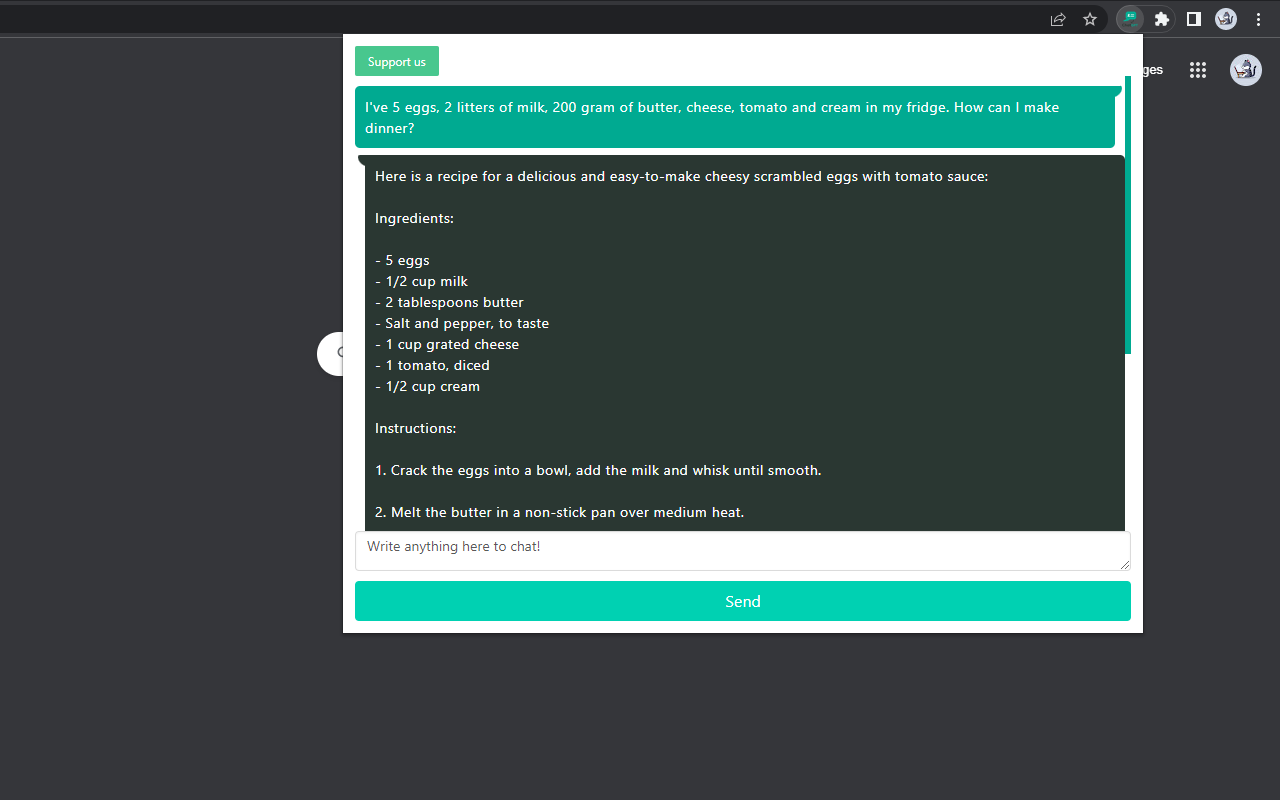 ges
Support us
I've 5 eggs, 2 litters of milk, 200 gram of butter, cheese, tomato and cream in my fridge. How can I make
dinner?
Here is a recipe for a delicious and easy-to-make cheesy scrambled eggs with tomato sauce:
Ingredients:
- 5 eggs
- 1/2 cup milk
- 2 tablespoons butter
- Salt and pepper, to taste
- 1 cup grated cheese
- 1 tomato, diced
- 1/2 cup cream
Instructions:
1. Crack the eggs into a bowl, add the milk and whisk until smooth.
2. Melt the butter in a non-stick pan over medium heat.
Write anything here to chat!
Send